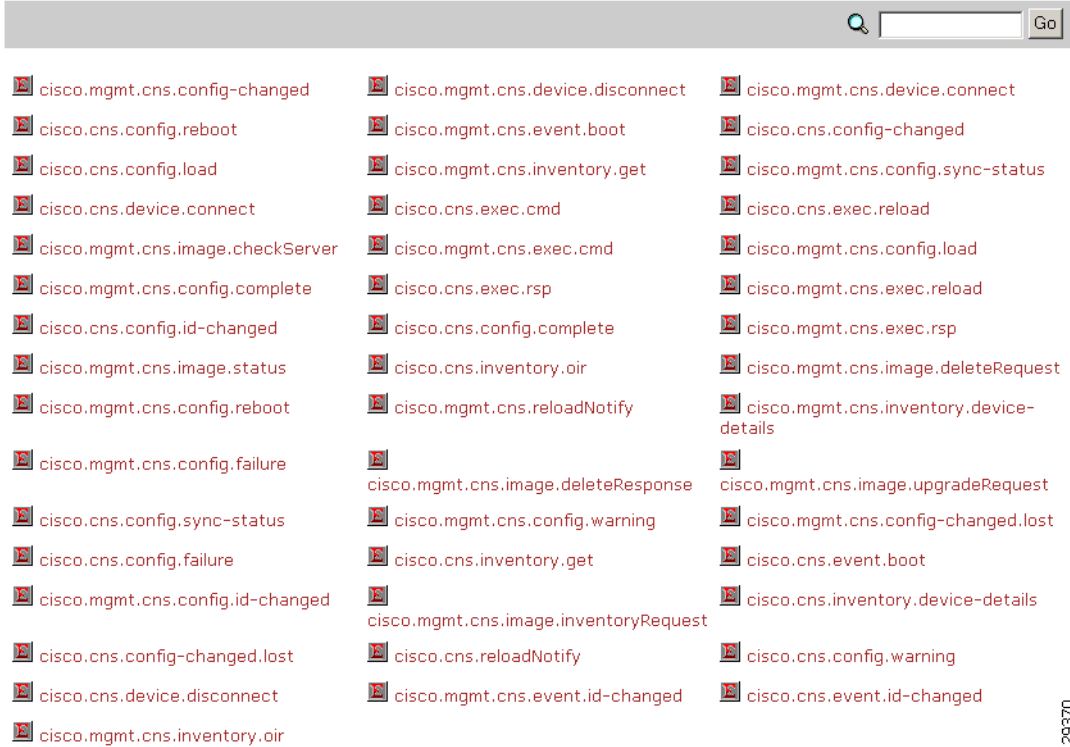 Go
cisco.mgmt.cns.config-changed
cisco.mgmt.cns.device.disconnect
cisco.mgmt.cns.device.connect
cisco.cns.config.reboot
cisco.mgmt.cns.event.boot
cisco.cns.config-changed
cisco.cns.config.load
cisco.mgmt.cns.inventory.get
cisco.mgmt.cns.config.sync-status
cisco.cns.device.connect
cisco.cns.exec.cmd
cisco.cns.exec.reload
cisco.mgmt.cns.image.checkServer
cisco.mgmt.cns.exec.cmd
cisco.mgmt.cns.config.load
cisco.mgmt.cns.config.complete
cisco.cns.exec.rsp
cisco.mgmt.cns.exec.reload
cisco.cns.config.id-changed
cisco.cns.config.complete
cisco.mgmt.cns.exec.rsp
cisco.mgmt.cns.image.status
cisco.cns.inventory.oir
cisco.mgmt.cns.image.deleteRequest
cisco.mgmt.cns.config.reboot
cisco.mgmt.cns.reloadNotify
cisco.mgmt.cns.inventory.device-
details
cisco.mgmt.cns.config.failure
cisco.mgmt.cns.image.deleteResponse
cisco.mgmt.cns.image.upgradeRequest
cisco.cns.config.sync-status
cisco.mgmt.cns.config.warning
cisco.mgmt.cns.config-changed.lost
cisco.cns.config.failure
cisco.cns.inventory.get
cisco.cns.event.boot
cisco.mgmt.cns.config.id-changed
cisco.mgmt.cns.image.inventoryRequest
cisco.cns.inventory.device-details
cisco.cns.config-changed.lost
cisco.cns.reloadNotify
cisco.cns.config.warning
cisco.cns.device.disconnect
cisco.mgmt.cns.event.id-changed
cisco.cns.event.id-changed
cisco.mgmt.cns.inventory.oir